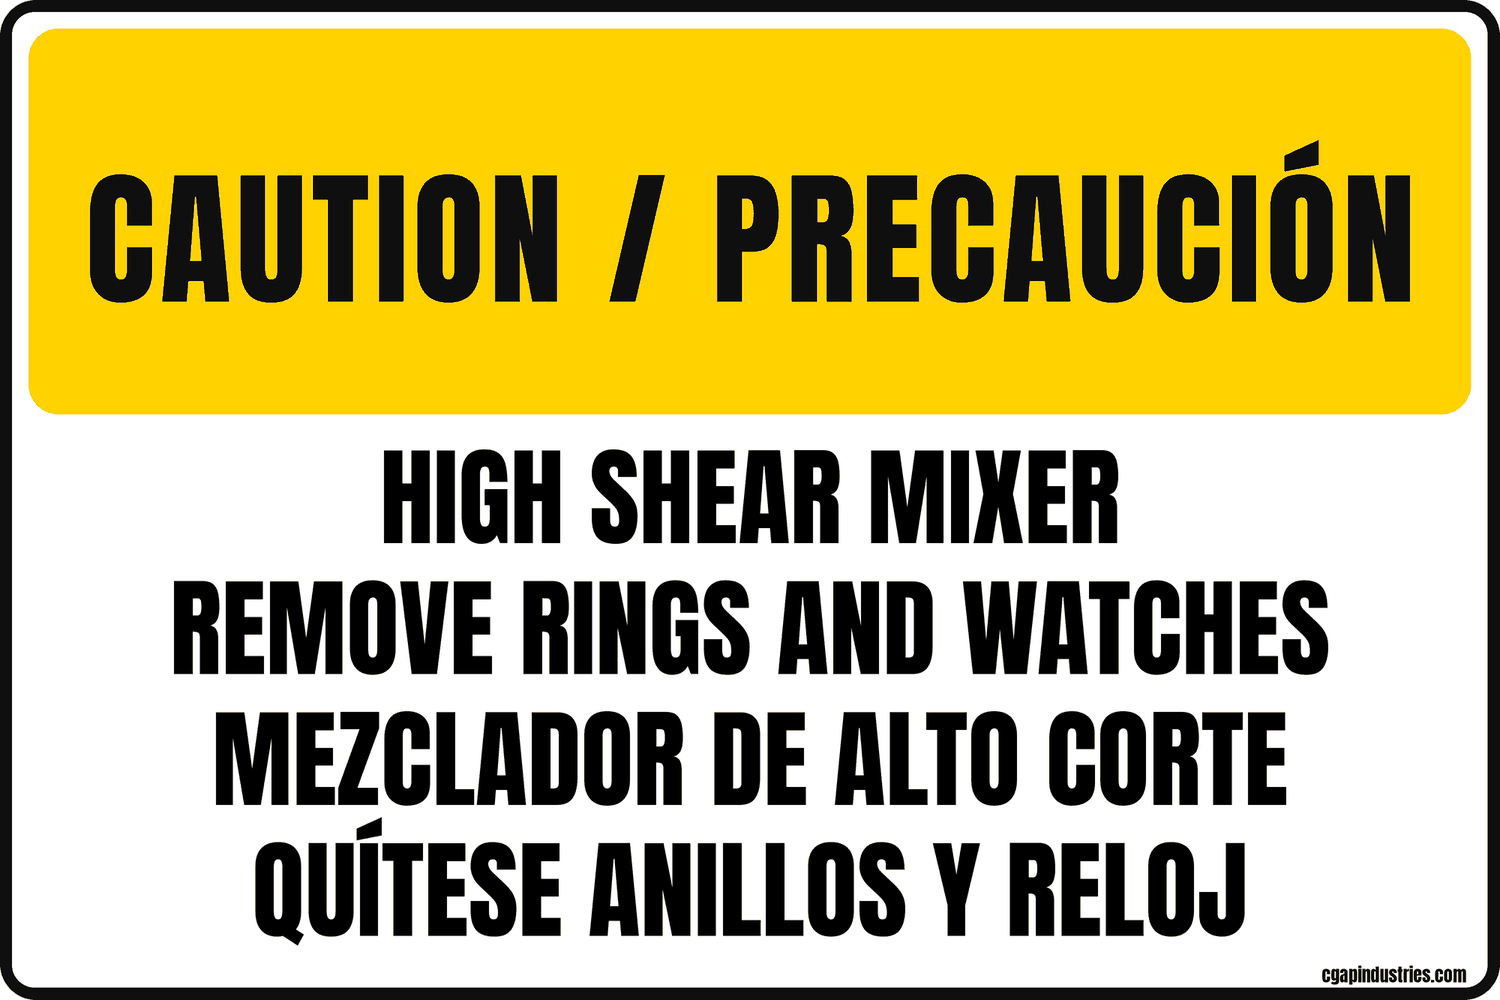 CAUTION / PRECAUCIÓN
HIGH SHEAR MIXER
REMOVE RINGS AND WATCHES
MEZCLADOR DE ALTO CORTE
QUÍTESE ANILLOS Y RELOJ
cgapindustries.com